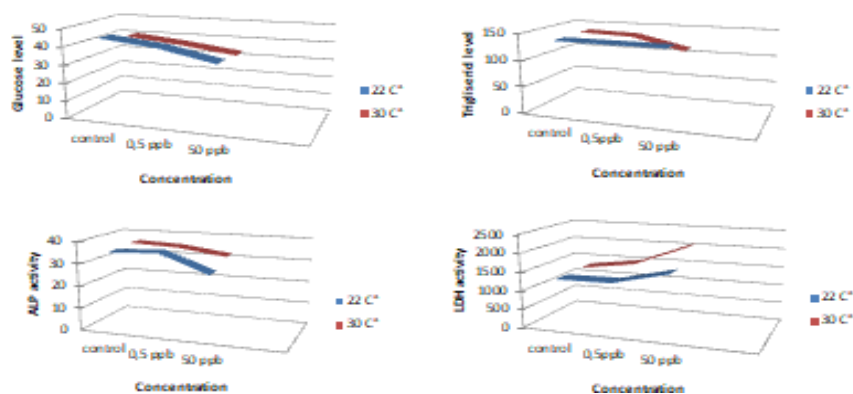 Glucose level
50
40
30
20
10
0
control
0,5 ppb
50 ppb
Concentration
22 C°
30 C°
Trigliserid level
150
100
50
0
control
0,5 ppb
50 ppb
Concentration
22 C°
30 C°
ALP activity
40
30
20
10
0
control
0,5 ppb
50 ppb
Concentration
22 C°
30 C°
LDH activity
2500
2000
1500
1000
500
0
control
0,5ppb
50 ppb
Concentration
22 C°
30 C°